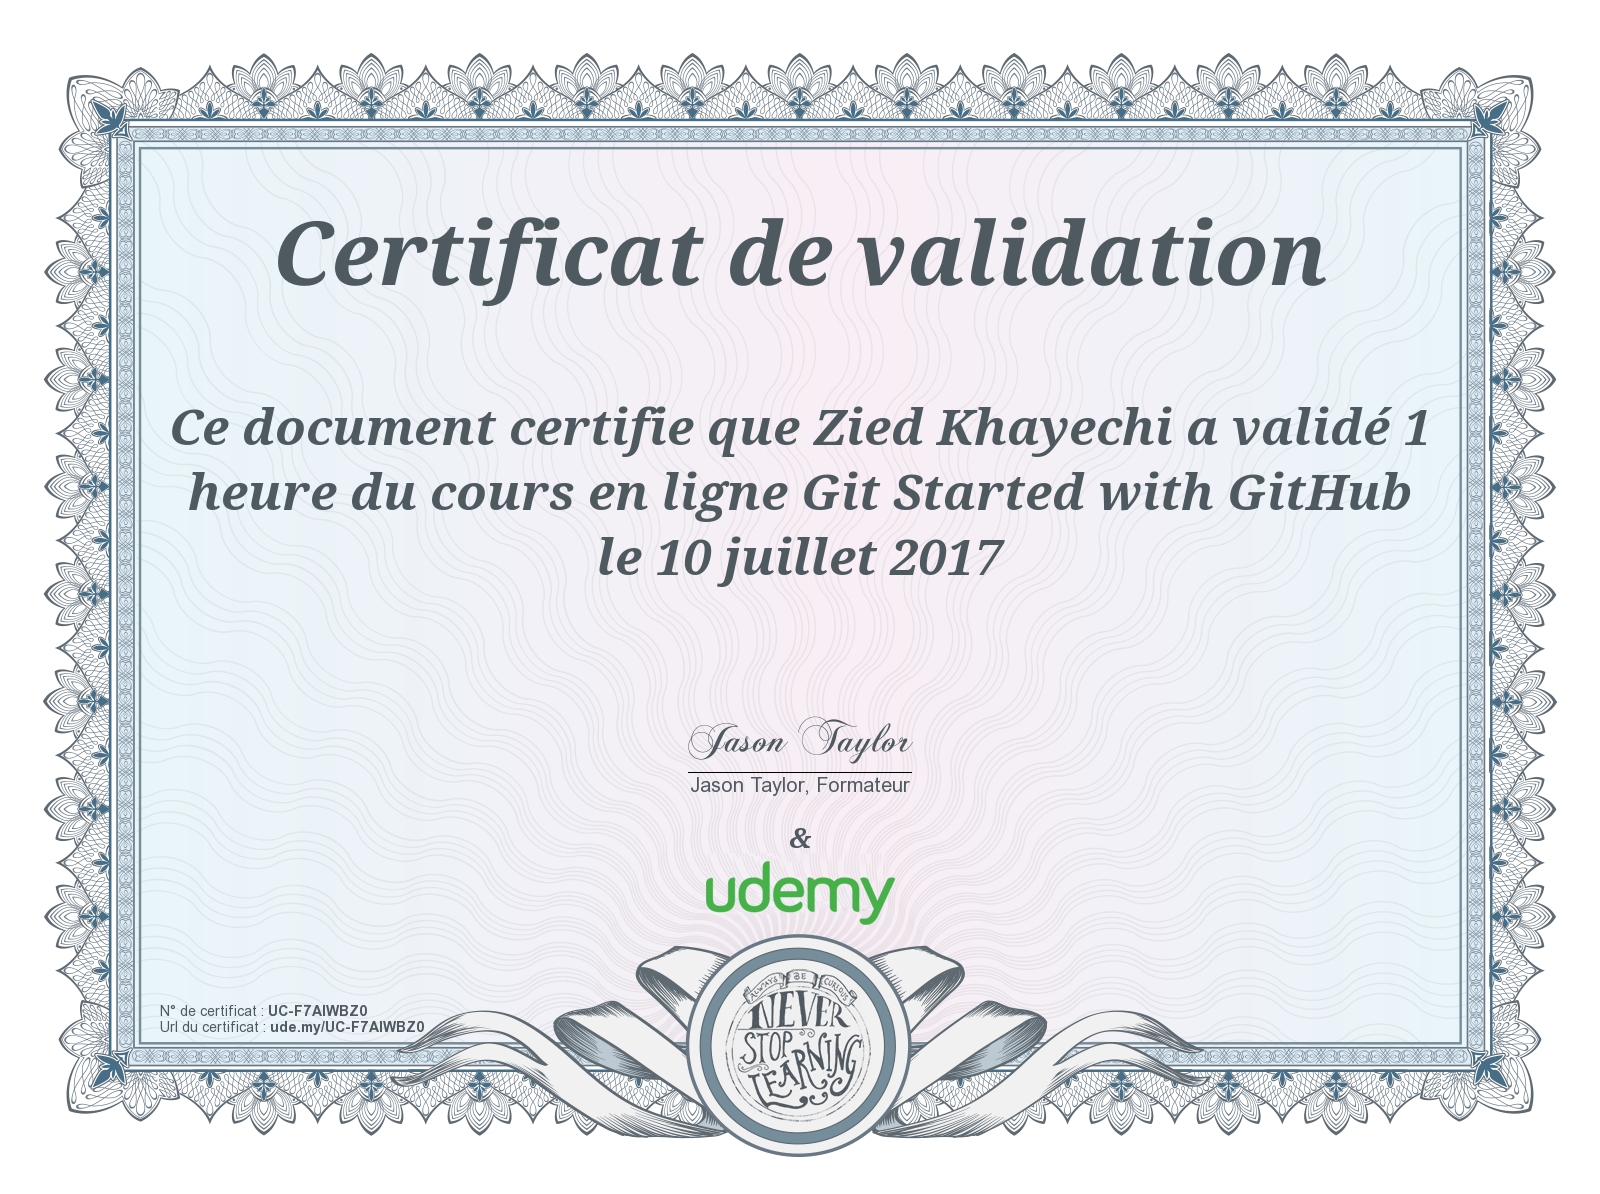 Certificat de validation
Ce document certifie que Zied Khayechi a validé 1
heure du cours en ligne Git Started with GitHub
le 10 juillet 2017
Jason Taylor
Jason Taylor, Formateur
&
udemy
N° de certificat : UC-F7AIWBZ0
Url du certificat : ude.my/UC-F7AIWBZ0
ALWAYS BE CURIOUS
NEVER
STOP
LEARNING